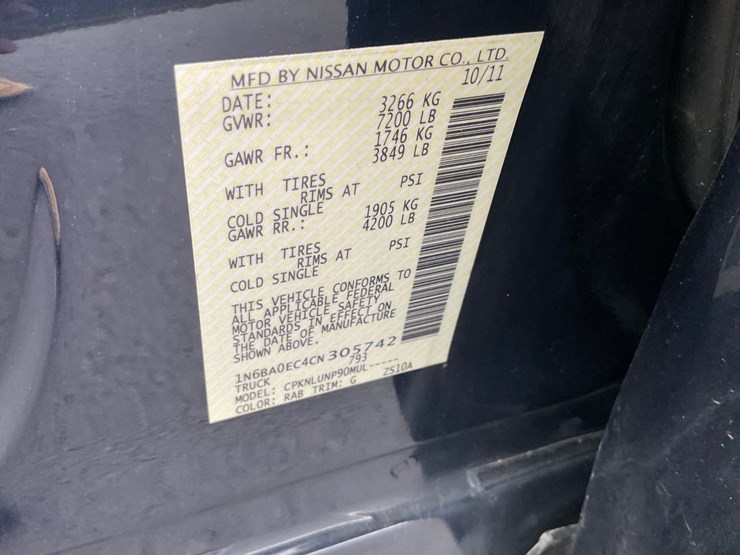 MFD BY NISSAN MOTOR CO., LTD.
DATE: 10/11
GVWR: 3266 KG
7200 LB
GAWR FR.: 1746 KG
3849 LB
WITH TIRES
RIMS AT PSI
COLD SINGLE
GAWR RR.: 1905 KG
4200 LB
WITH TIRES
RIMS AT PSI
COLD SINGLE
THIS VEHICLE CONFORMS TO
ALL APPLICABLE FEDERAL
MOTOR VEHICLE SAFETY
STANDARDS IN EFFECT ON
THE DATE OF MANUFACTURE
SHOWN ABOVE.
1N6BA0EC4CN 305742
TRUCK 793
MODEL: CPKNLUNP90MUL-----
COLOR: RAB TRIM: G ZS10A